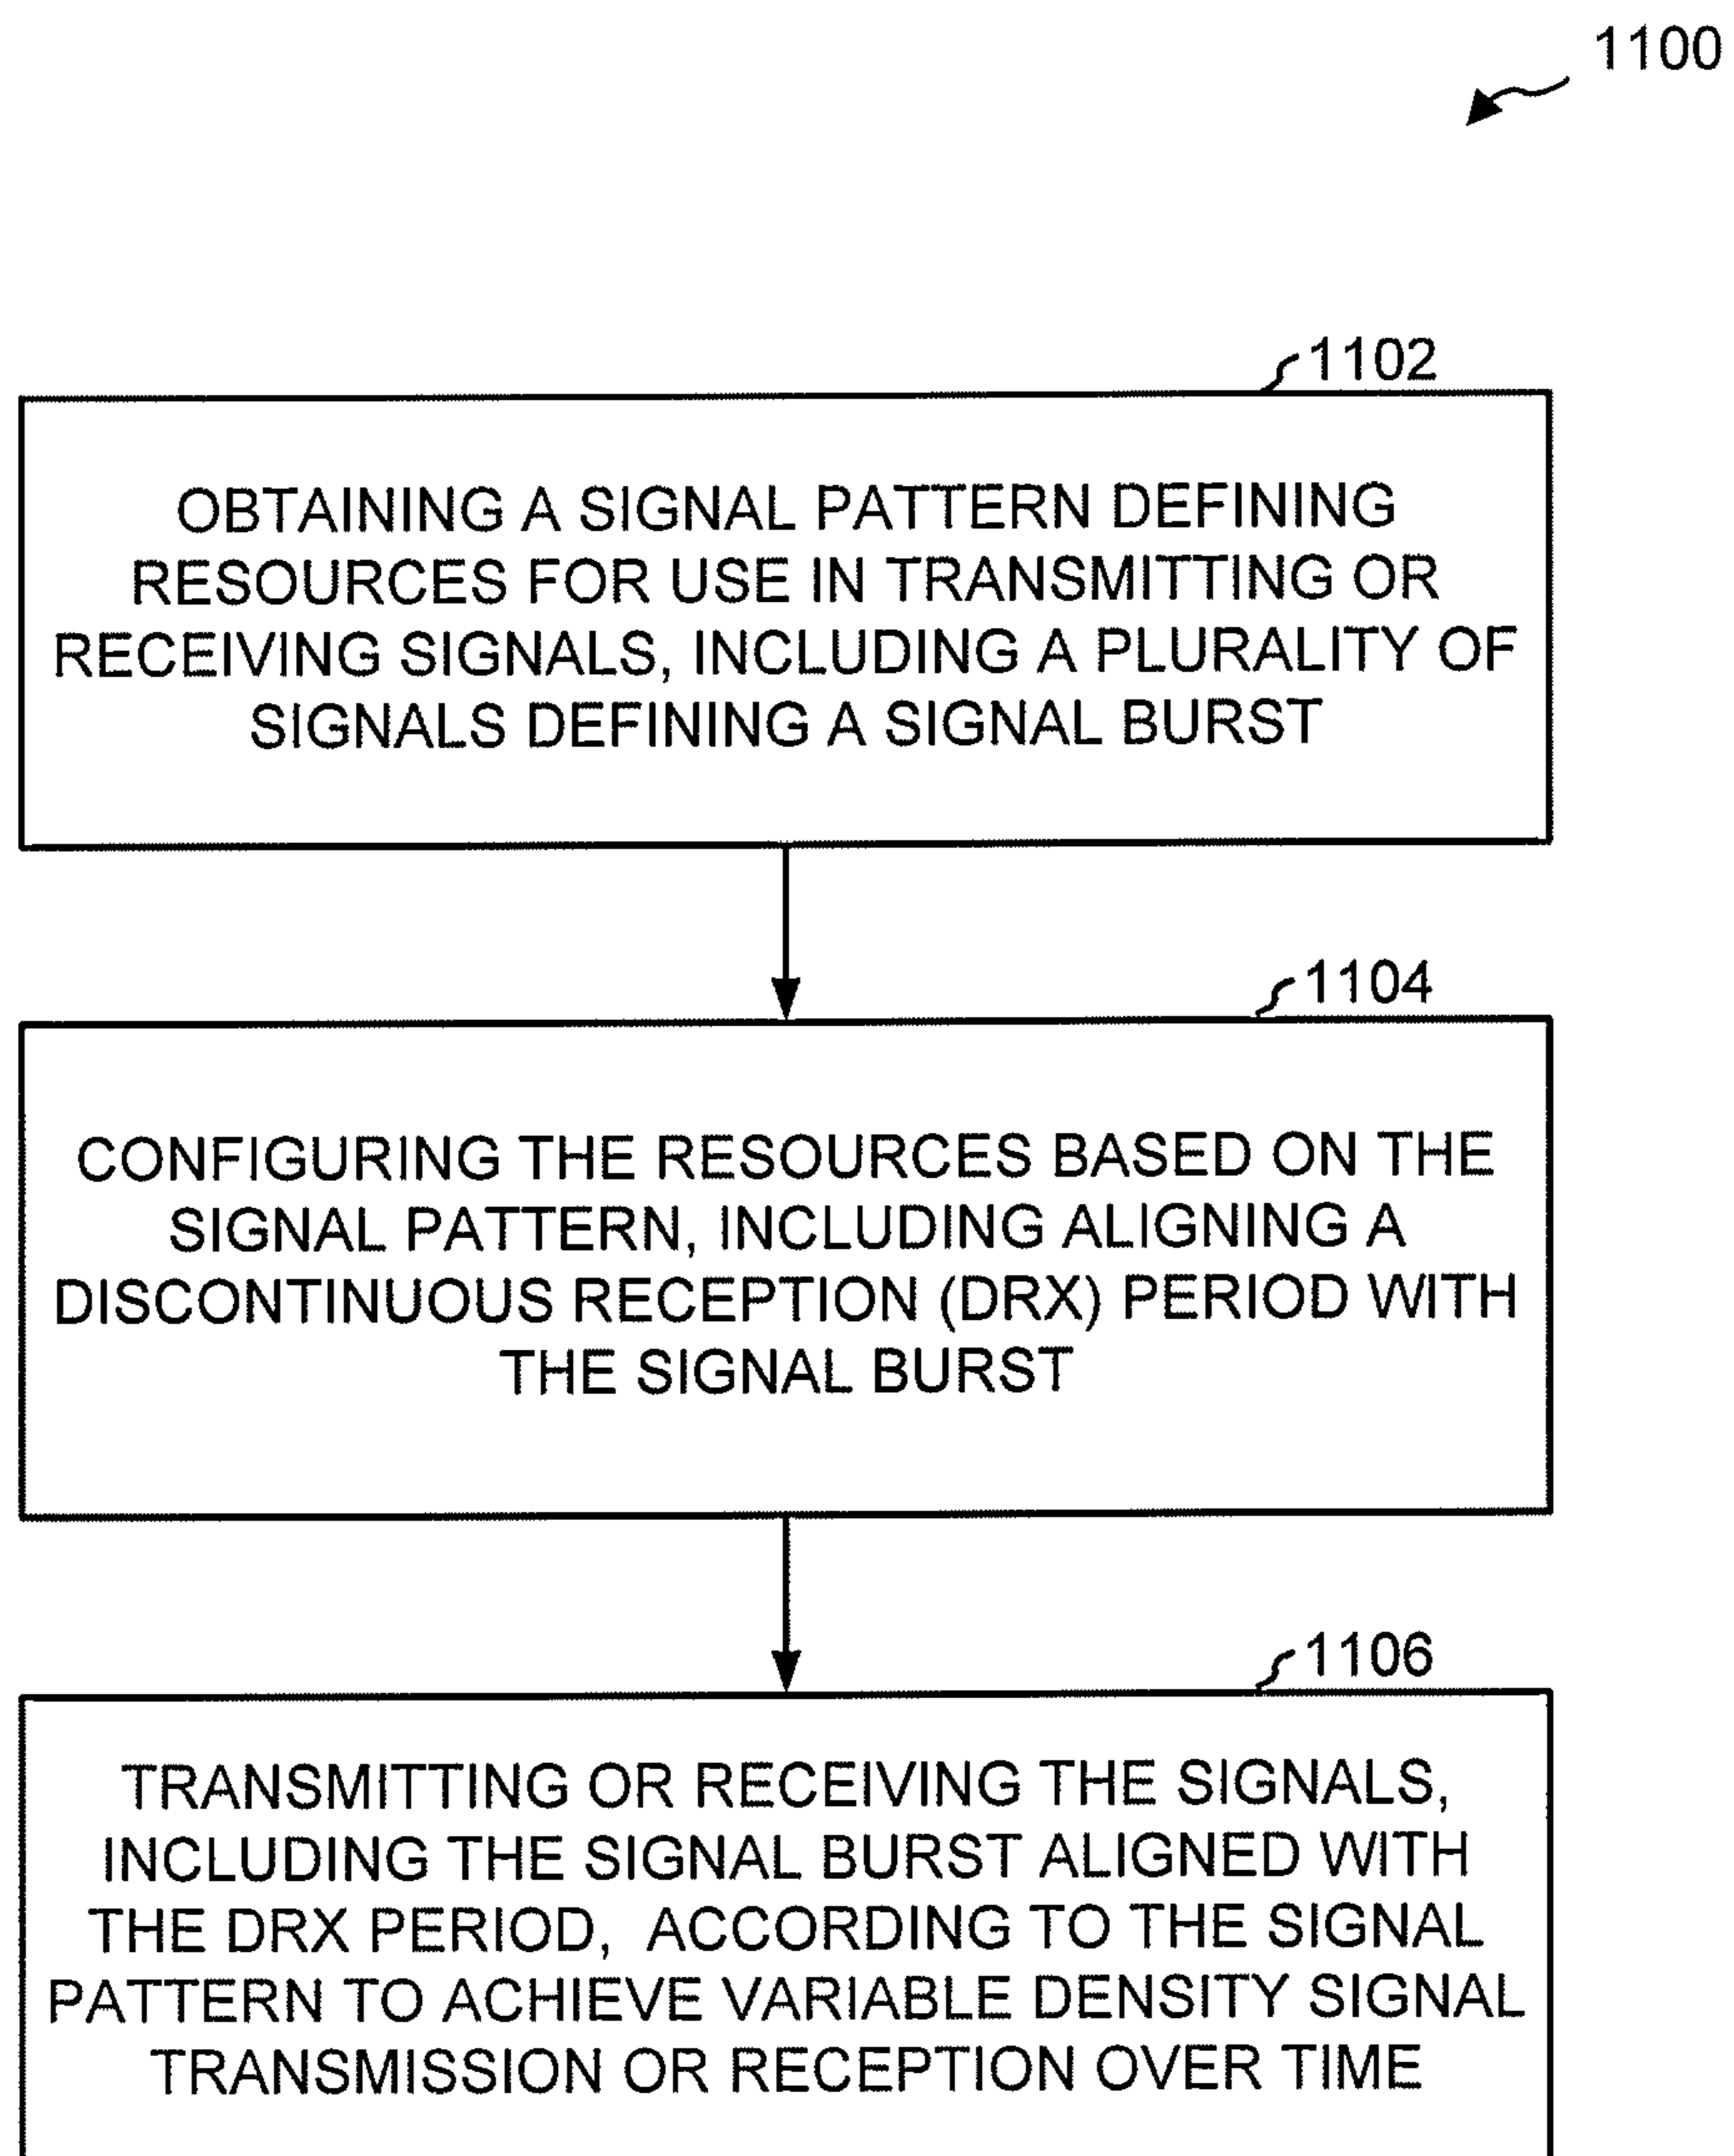 1100
1102
OBTAINING A SIGNAL PATTERN DEFINING
RESOURCES FOR USE IN TRANSMITTING OR
RECEIVING SIGNALS, INCLUDING A PLURALITY OF
SIGNALS DEFINING A SIGNAL BURST
1104
CONFIGURING THE RESOURCES BASED ON THE
SIGNAL PATTERN, INCLUDING ALIGNING A
DISCONTINUOUS RECEPTION (DRX) PERIOD WITH
THE SIGNAL BURST
1106
TRANSMITTING OR RECEIVING THE SIGNALS,
INCLUDING THE SIGNAL BURST ALIGNED WITH
THE DRX PERIOD, ACCORDING TO THE SIGNAL
PATTERN TO ACHIEVE VARIABLE DENSITY SIGNAL
TRANSMISSION OR RECEPTION OVER TIME